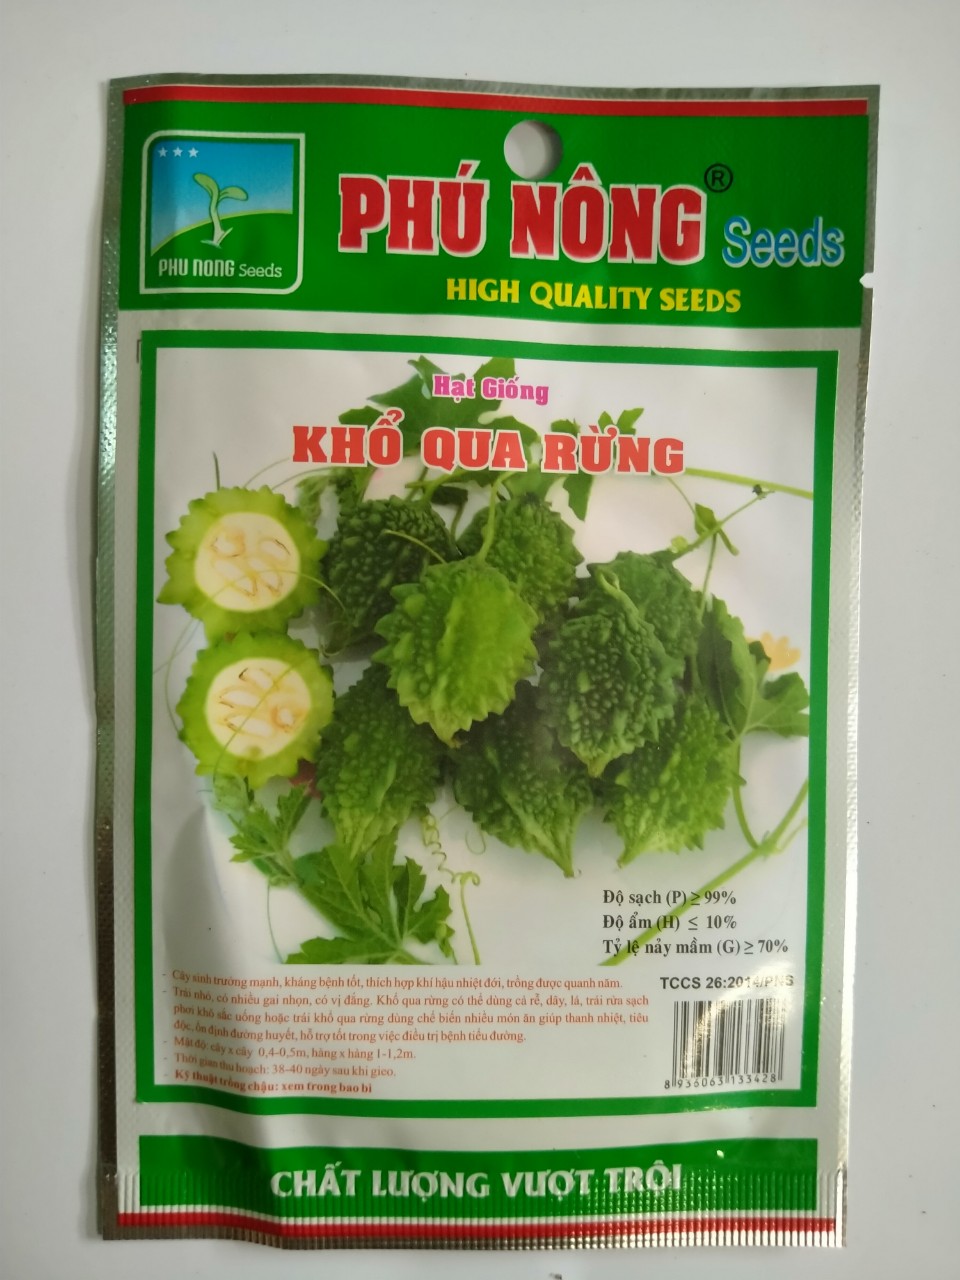 PHU NONG Seeds
PHÚ NÔNG® Seeds
HIGH QUALITY SEEDS
Hạt Giống
KHỔ QUA RỪNG
Độ sạch (P) ≥ 99%
Độ ẩm (H) ≤ 10%
Tỷ lệ nảy mầm (G) ≥ 70%
TCCS 26:2014/PNS
- Cây sinh trưởng mạnh, kháng bệnh tốt, thích hợp khí hậu nhiệt đới, trồng được quanh năm.
- Trái nhỏ, có nhiều gai nhọn, có vị đắng. Khổ qua rừng có thể dùng cả rễ, dây, lá, trái rửa sạch
phơi khô sắc uống hoặc trái khổ qua rừng dùng chế biến nhiều món ăn giúp thanh nhiệt, tiêu
độc, ổn định đường huyết, hỗ trợ tốt trong việc điều trị bệnh tiểu đường.
- Mật độ: cây x cây 0,4-0,5m, hàng x hàng 1-1,2m.
- Thời gian thu hoạch: 38-40 ngày sau khi gieo.
- Kỹ thuật trồng chậu: xem trong bao bì
8 936063 133428
CHẤT LƯỢNG VƯỢT TRỘI